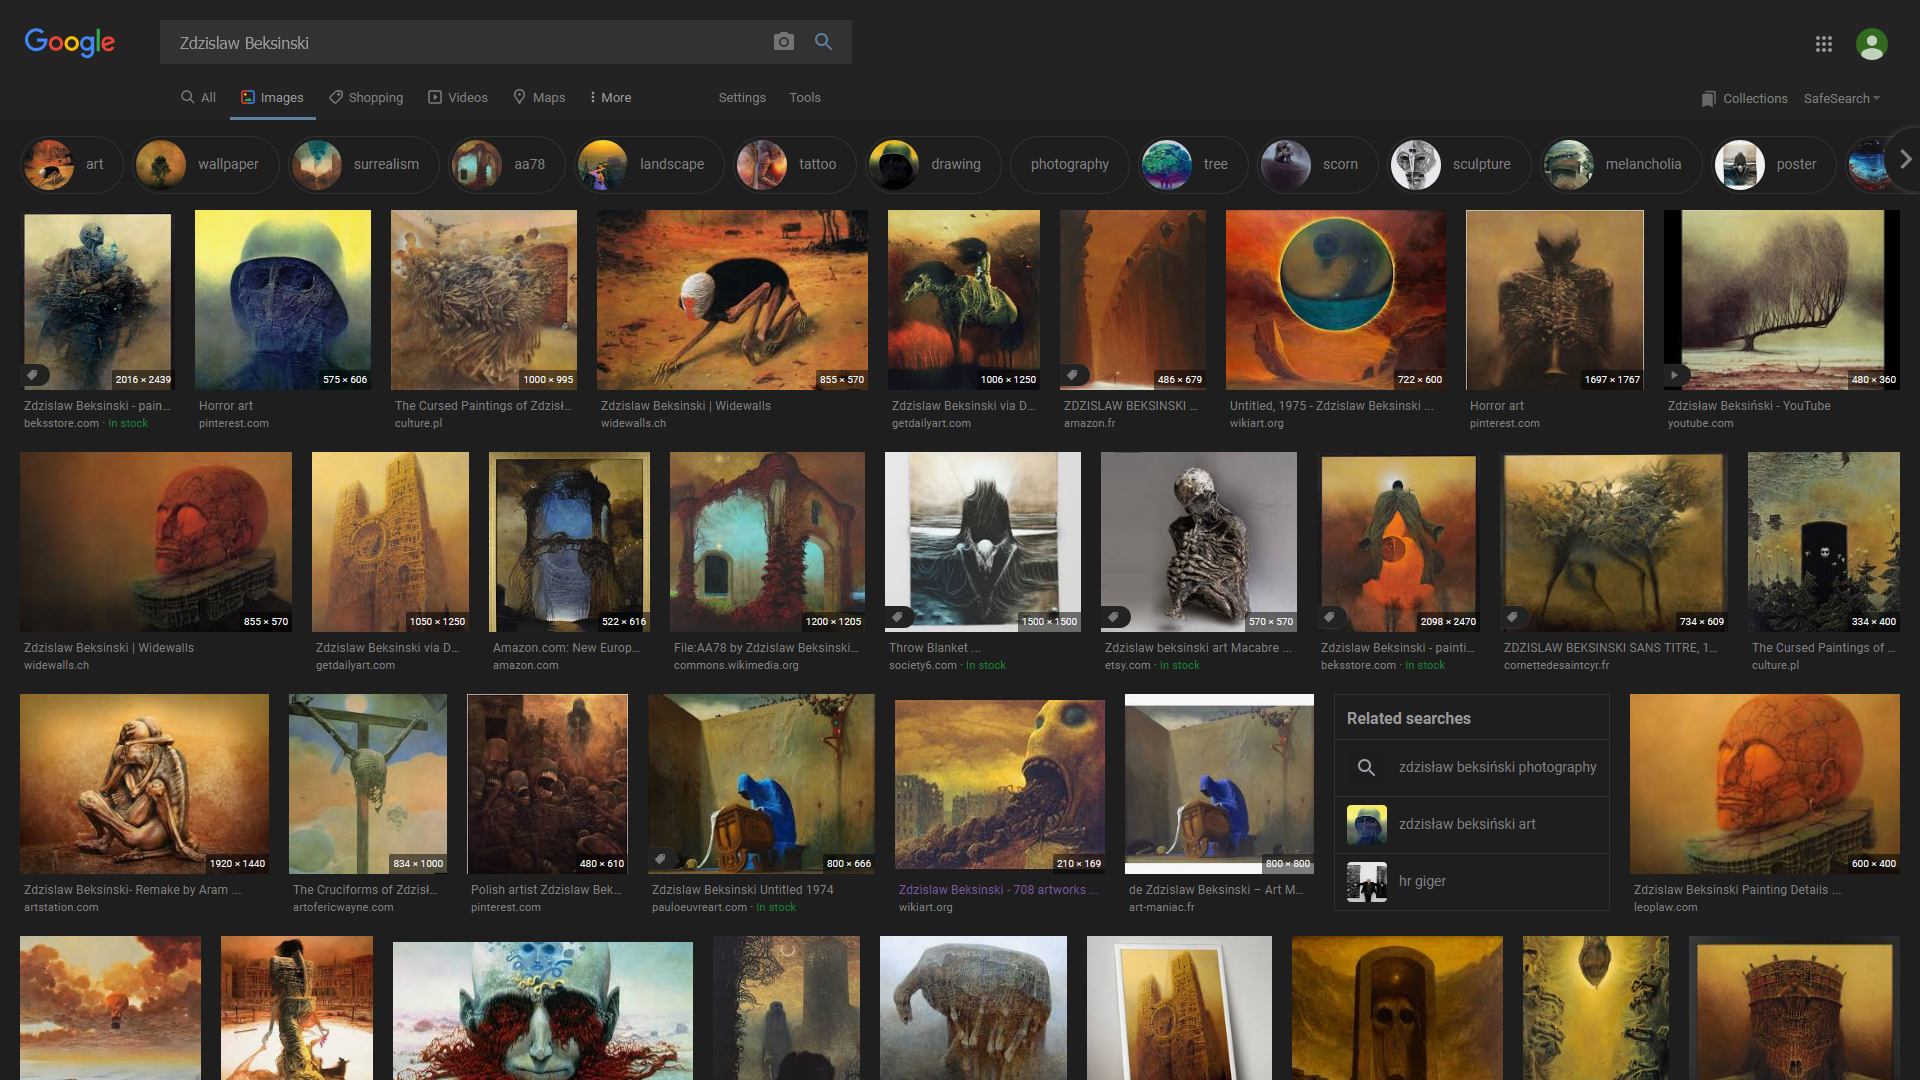 Google
Zdzislaw Beksinski
All
Images
Shopping
Videos
Maps
More
Settings
Tools
Collections
SafeSearch
art
wallpaper
surrealism
aa78
landscape
tattoo
drawing
photography
tree
scorn
sculpture
melancholia
poster
2016 × 2439
575 × 606
1000 × 995
855 × 570
1006 × 1250
486 × 679
722 × 600
1697 × 1767
480 × 360
Zdzislaw Beksinski - pain...
beksstore.com · In stock
Horror art
pinterest.com
The Cursed Paintings of Zdzisł...
culture.pl
Zdzislaw Beksinski | Widewalls
widewalls.ch
Zdzislaw Beksinski via D...
getdailyart.com
ZDZISLAW BEKSINSKI ...
amazon.fr
Untitled, 1975 - Zdzislaw Beksinski ...
wikiart.org
Horror art
pinterest.com
Zdzisław Beksiński - YouTube
youtube.com
855 × 570
1050 × 1250
522 × 616
1200 × 1205
1500 × 1500
570 × 570
2098 × 2470
734 × 609
334 × 400
Zdzislaw Beksinski | Widewalls
widewalls.ch
Zdzislaw Beksinski via D...
getdailyart.com
Amazon.com: New Europ...
amazon.com
File:AA78 by Zdzislaw Beksinski...
commons.wikimedia.org
Throw Blanket ...
society6.com · In stock
Zdzislaw beksinski art Macabre ...
etsy.com · In stock
Zdzislaw Beksinski - painti...
beksstore.com · In stock
ZDZISLAW BEKSINSKI SANS TITRE, 1...
cornettedesaintcyr.fr
The Cursed Paintings of ...
culture.pl
1920 × 1440
834 × 1000
480 × 610
800 × 666
210 × 169
800 × 800
600 × 400
Zdzislaw Beksinski- Remake by Aram ...
artstation.com
The Cruciforms of Zdzisł...
artofericwayne.com
Polish artist Zdzislaw Bek...
pinterest.com
Zdzislaw Beksinski Untitled 1974
pauloeuvreart.com · In stock
Zdzislaw Beksinski - 708 artworks ...
wikiart.org
de Zdzislaw Beksinski – Art M...
art-maniac.fr
Related searches
zdzisław beksiński photography
zdzisław beksiński art
hr giger
Zdzislaw Beksinski Painting Details ...
leoplaw.com